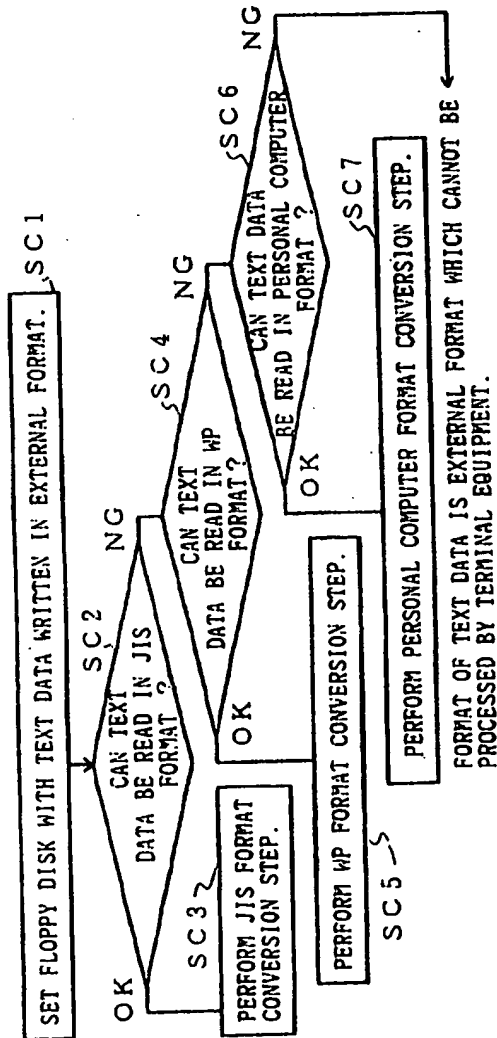 SET FLOPPY DISK WITH TEXT DATA WRITTEN IN EXTERNAL FORMAT.
SC1
SC2
CAN TEXT
DATA BE READ IN JIS
FORMAT ?
OK
NG
SC3
PERFORM JIS FORMAT
CONVERSION STEP.
SC4
CAN TEXT
DATA BE READ IN WP
FORMAT?
OK
NG
PERFORM WP FORMAT CONVERSION STEP.
SC5
SC6
CAN TEXT DATA
BE READ IN PERSONAL COMPUTER
FORMAT ?
OK
NG
SC7
PERFORM PERSONAL COMPUTER FORMAT CONVERSION STEP.
FORMAT OF TEXT DATA IS EXTERNAL FORMAT WHICH CANNOT BE
PROCESSED BY TERMINAL EQUIPMENT.